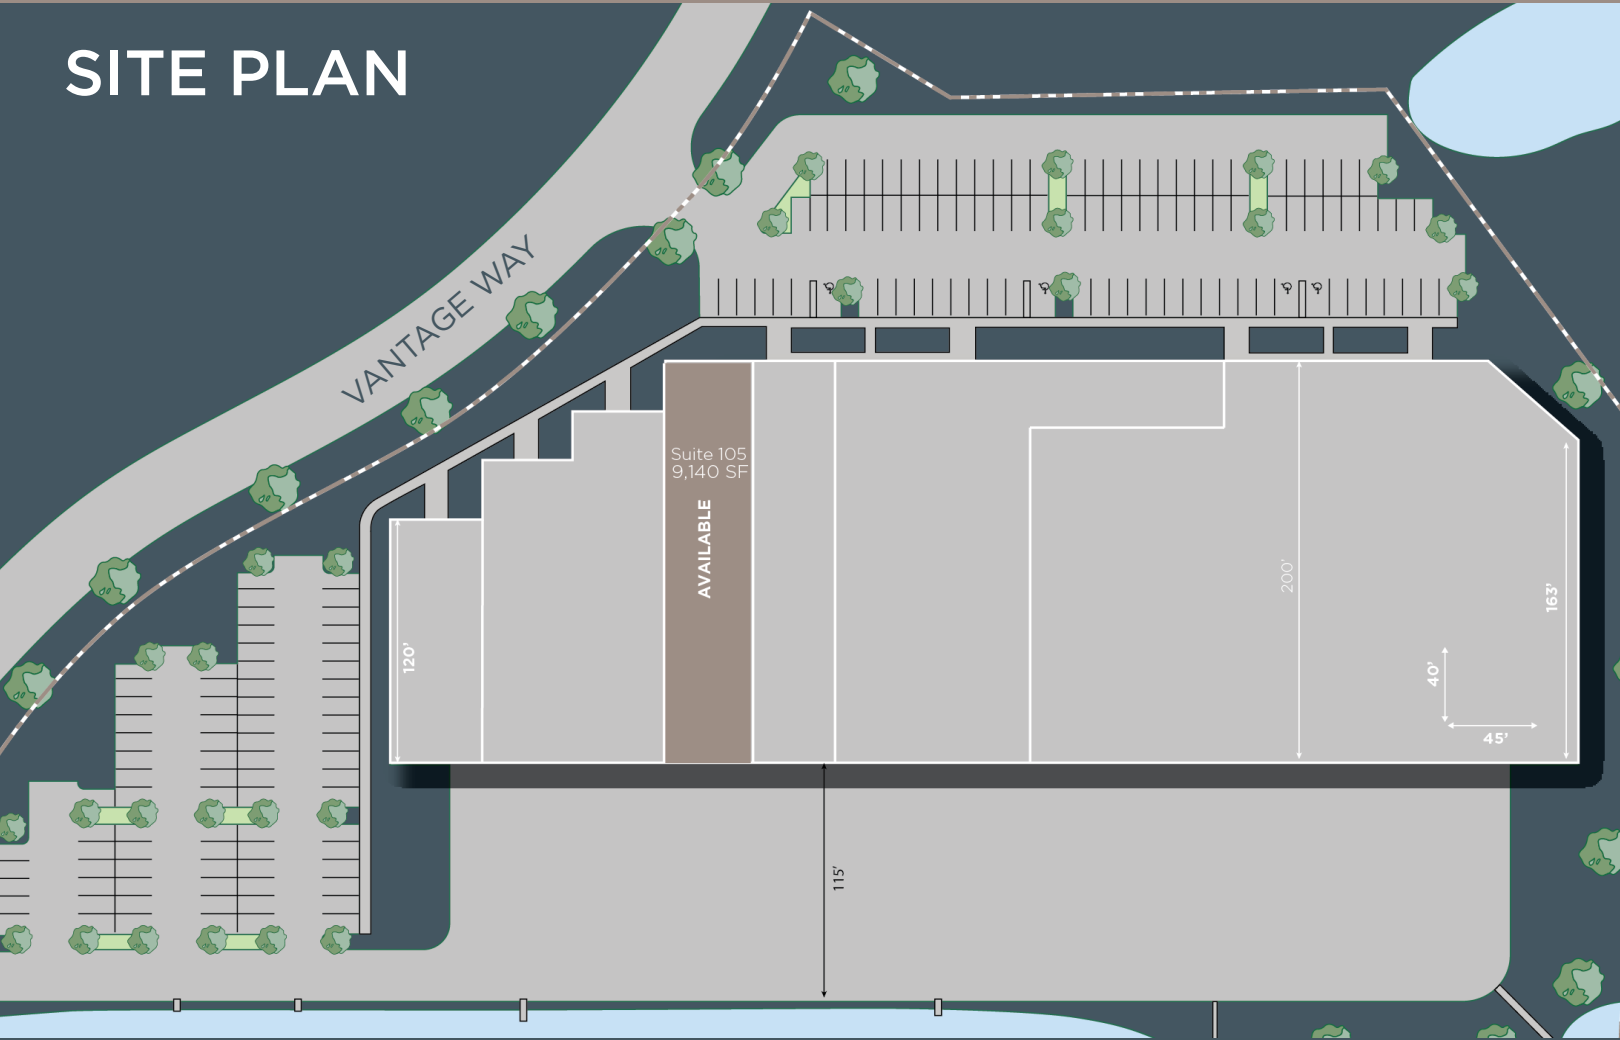 SITE PLAN
VANTAGE WAY
Suite 105
9,140 SF
AVAILABLE
200'
163'
120'
40'
45'
115'